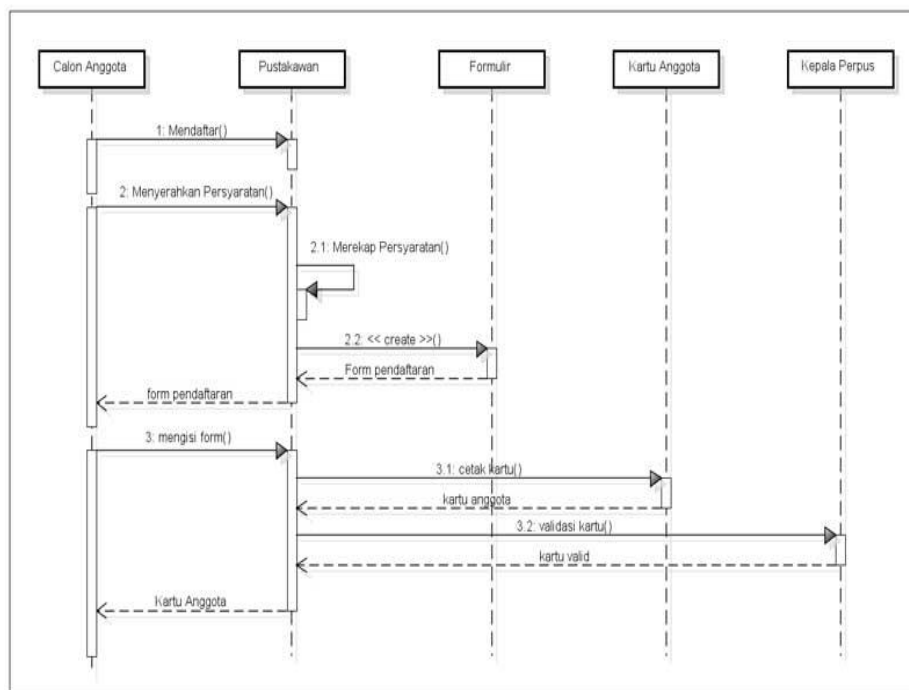 Calon Anggota
Pustakawan
Formulir
Kartu Anggota
Kepala Perpus
1: Mendaftar()
2: Menyerahkan Persyaratan()
2.1: Merekap Persyaratan()
2.2: << create >>()
Form pendaftaran
form pendaftaran
3: mengisi form()
3.1: cetak kartu()
kartu anggota
3.2: validasi kartu()
kartu valid
Kartu Anggota